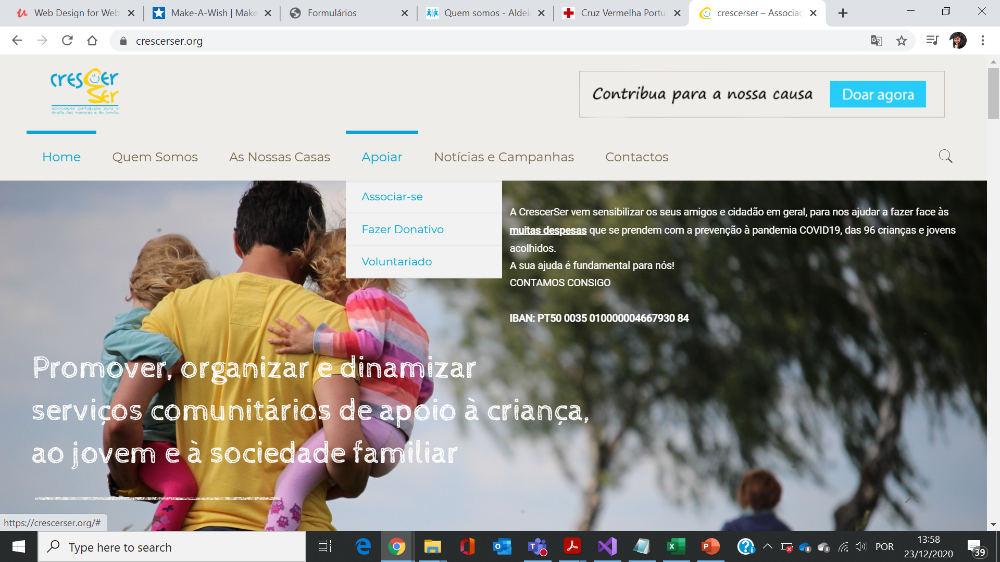 Web Design for Web
Make-A-Wish | Make
Formulários
Quem somos - Aldei
Cruz Vermelha Portu
crescerser – Associaç
crescerser.org
cresCer
Ser
associação portuguesa para o
direito dos menores e da família
Contribua para a nossa causa
Doar agora
Home
Quem Somos
As Nossas Casas
Apoiar
Notícias e Campanhas
Contactos
Associar-se
Fazer Donativo
Voluntariado
A CrescerSer vem sensibilizar os seus amigos e cidadão em geral, para nos ajudar a fazer face às
muitas despesas que se prendem com a prevenção à pandemia COVID19, das 96 crianças e jovens
acolhidos.
A sua ajuda é fundamental para nós!
CONTAMOS CONSIGO
IBAN: PT50 0035 010000004667930 84
Promover, organizar e dinamizar
serviços comunitários de apoio à criança,
ao jovem e à sociedade familiar
https://crescerser.org/#
Type here to search
POR
13:58
23/12/2020
39